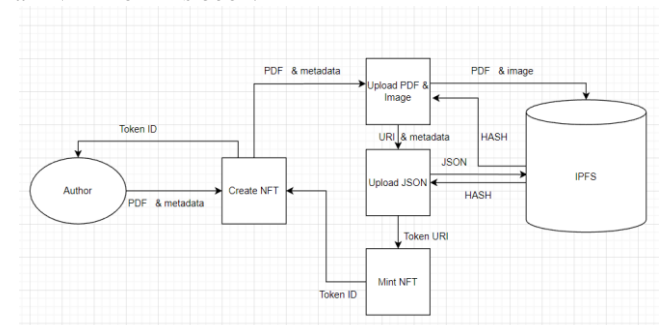 PDF & metadata
PDF & image
Upload PDF &
Image
Token ID
URI & metadata
HASH
JSON
Author
Create NFT
Upload JSON
IPFS
PDF & metadata
HASH
Token URI
Mint NFT
Token ID